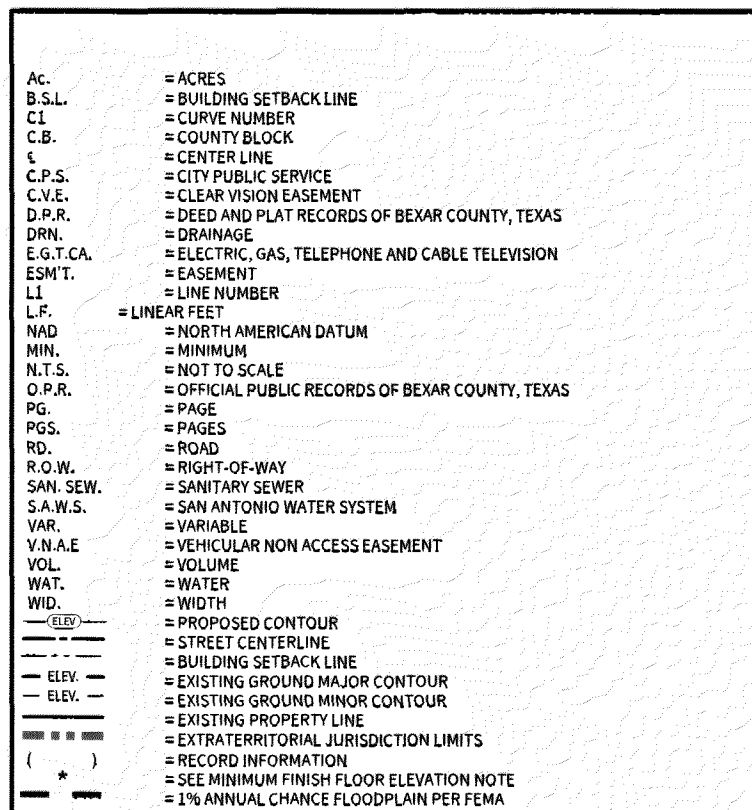 Ac. = ACRES
B.S.L. = BUILDING SETBACK LINE
C1 = CURVE NUMBER
C.B. = COUNTY BLOCK
℄ = CENTER LINE
C.P.S. = CITY PUBLIC SERVICE
C.V.E. = CLEAR VISION EASEMENT
D.P.R. = DEED AND PLAT RECORDS OF BEXAR COUNTY, TEXAS
DRN. = DRAINAGE
E.G.T.CA. = ELECTRIC, GAS, TELEPHONE AND CABLE TELEVISION
ESM'T. = EASEMENT
L1 = LINE NUMBER
L.F. = LINEAR FEET
NAD = NORTH AMERICAN DATUM
MIN. = MINIMUM
N.T.S. = NOT TO SCALE
O.P.R. = OFFICIAL PUBLIC RECORDS OF BEXAR COUNTY, TEXAS
PG. = PAGE
PGS. = PAGES
RD. = ROAD
R.O.W. = RIGHT-OF-WAY
SAN. SEW. = SANITARY SEWER
S.A.W.S. = SAN ANTONIO WATER SYSTEM
VAR. = VARIABLE
V.N.A.E = VEHICULAR NON ACCESS EASEMENT
VOL. = VOLUME
WAT. = WATER
WID. = WIDTH
ELEV = PROPOSED CONTOUR
= STREET CENTERLINE
= BUILDING SETBACK LINE
ELEV. = EXISTING GROUND MAJOR CONTOUR
ELEV. = EXISTING GROUND MINOR CONTOUR
= EXISTING PROPERTY LINE
= EXTRATERRITORIAL JURISDICTION LIMITS
( ) = RECORD INFORMATION
* = SEE MINIMUM FINISH FLOOR ELEVATION NOTE
= 1% ANNUAL CHANCE FLOODPLAIN PER FEMA